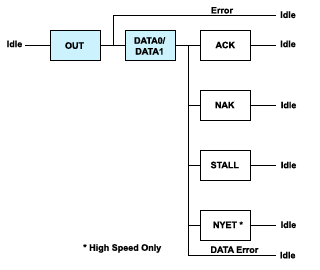 Error
Idle
Idle
OUT
DATA0/
DATA1
ACK
Idle
NAK
Idle
STALL
Idle
NYET *
Idle
* High Speed Only
DATA Error
Idle